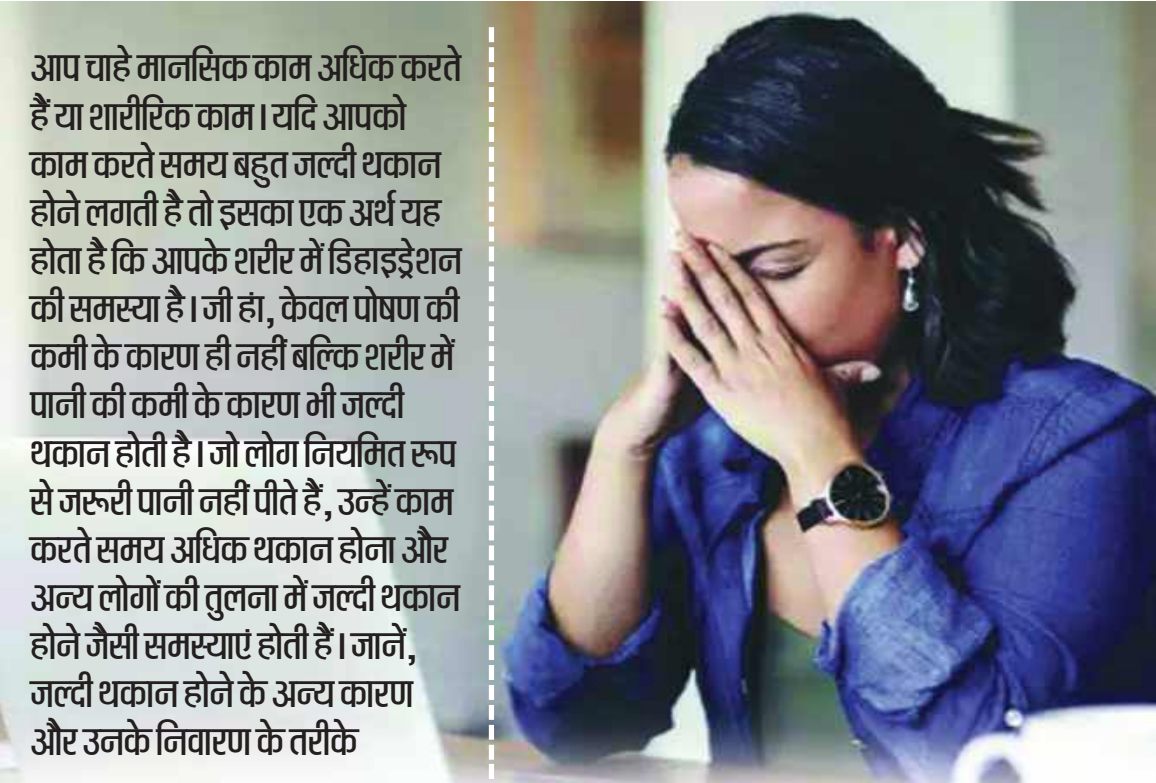 आप चाहे मानसिक काम अधिक करते
हैं या शारीरिक काम। यदि आपको
काम करते समय बहुत जल्दी थकान
होने लगती है तो इसका एक अर्थ यह
होता है कि आपके शरीर में डिहाइड्रेशन
की समस्या है। जी हां, केवल पोषण की
कमी के कारण ही नहीं बल्कि शरीर में
पानी की कमी के कारण भी जल्दी
थकान होती है। जो लोग नियमित रूप
से जरूरी पानी नहीं पीते हैं, उन्हें काम
करते समय अधिक थकान होना और
अन्य लोगों की तुलना में जल्दी थकान
होने जैसी समस्याएं होती हैं। जानें,
जल्दी थकान होने के अन्य कारण
और उनके निवारण के तरीके